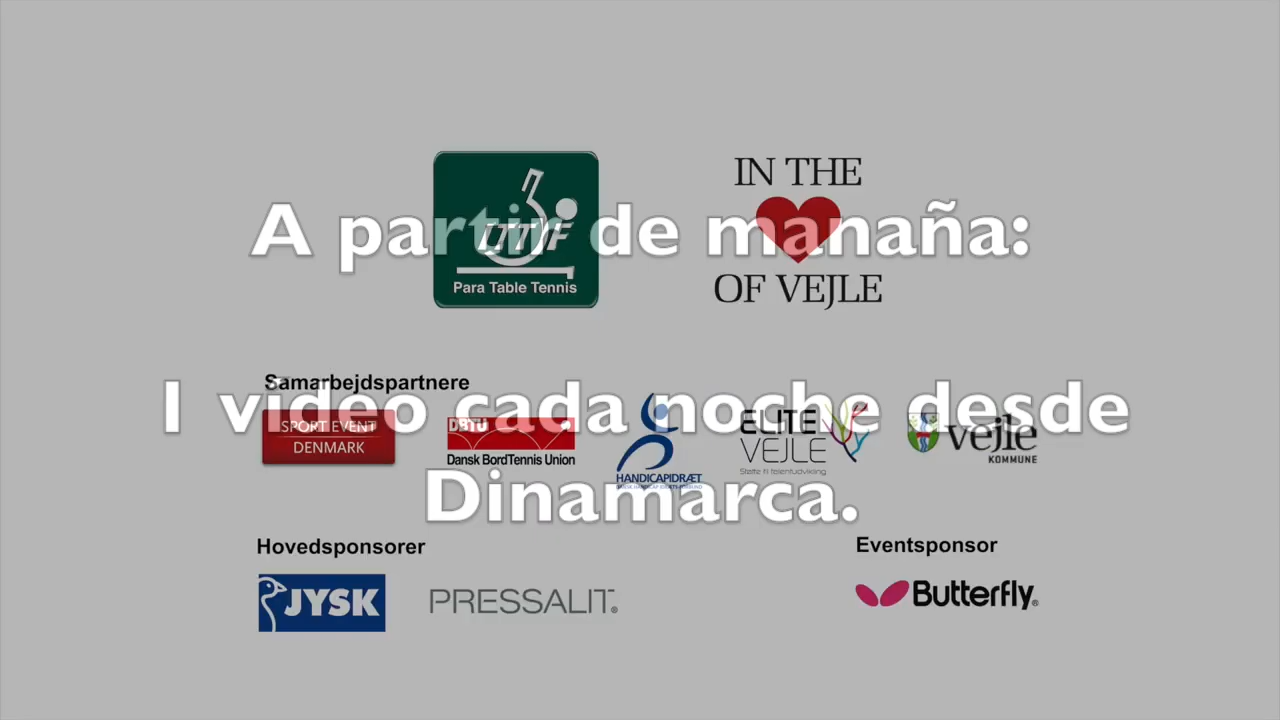 IN THE
A partir de manaña:
ITTF
Para Table Tennis
OF VEJLE
Samarbejdspartnere
1 video cada noche desde
Dinamarca.
SPORT EVENT
DENMARK
DBTU
Dansk BordTennis Union
HANDICAPIDRÆT
ELITE
VEJLE
Støtte til talentudvikling
vejle
KOMMUNE
Hovedsponsorer
Eventsponsor
JYSK
PRESSALIT®
Butterfly®